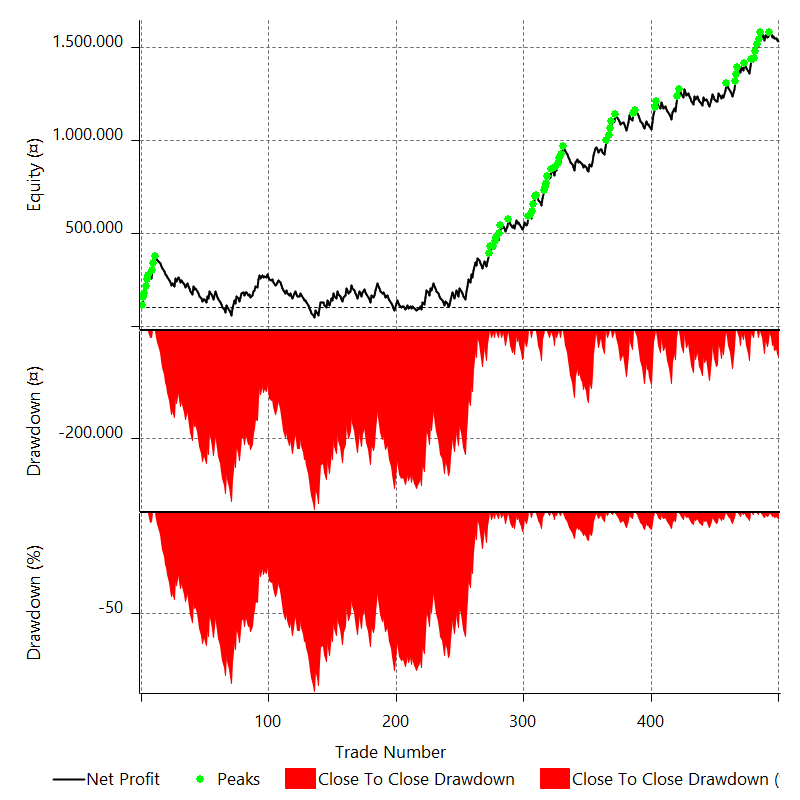 1.500.000
1.000.000
500.000
Equity (¤)
-200.000
Drawdown (¤)
-50
Drawdown (%)
100 200 300 400
Trade Number
Net Profit Peaks Close To Close Drawdown Close To Close Drawdown (